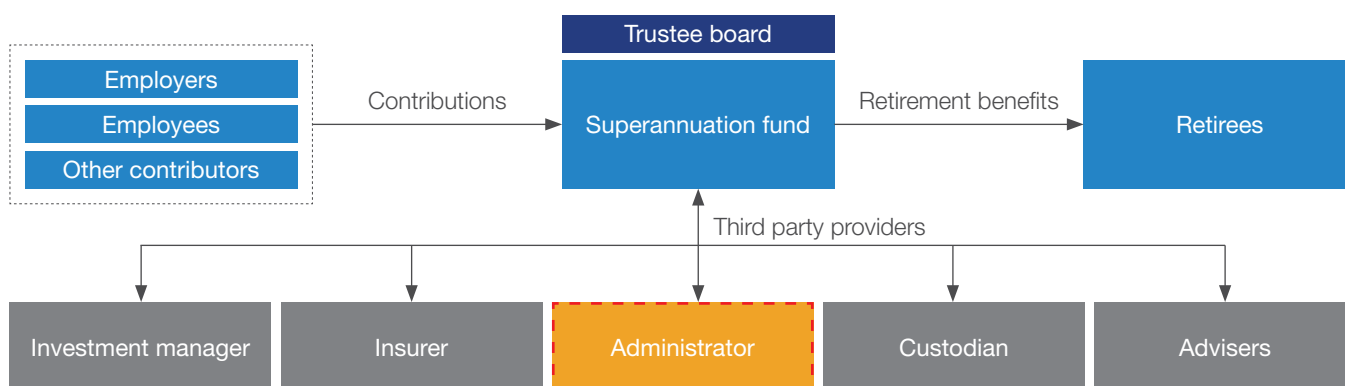 Trustee board
Employers
Employees
Other contributors
Contributions
Superannuation fund
Retirement benefits
Retirees
Third party providers
Investment manager
Insurer
Administrator
Custodian
Advisers